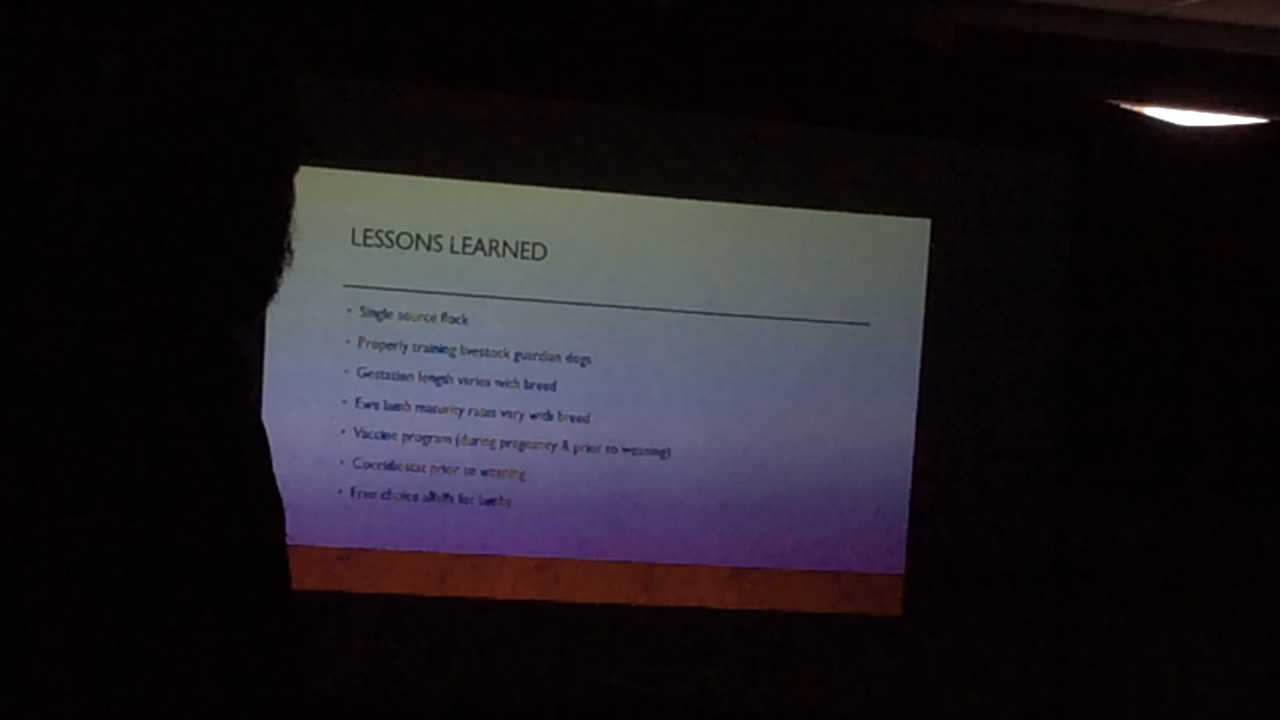 LESSONS LEARNED
• Single source flock
• Properly training livestock guardian dogs
• Gestation length varies with breed
• Ewe lamb maturity rates vary with breed
• Vaccine program (during pregnancy & prior to weaning)
• Coccidiostat prior to weaning
• Free choice alfalfa for lambs